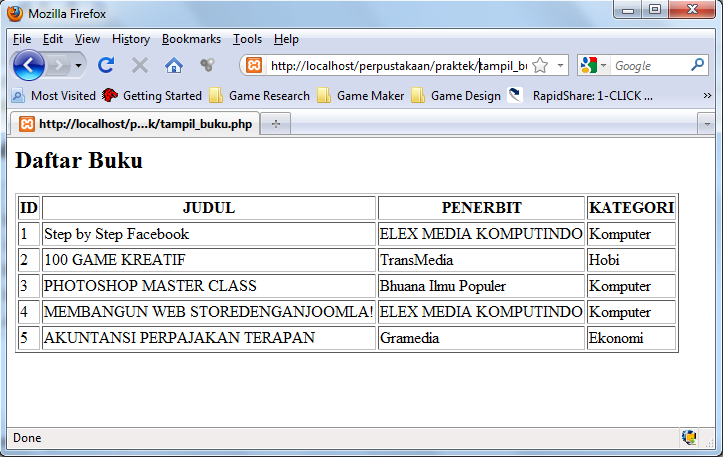 Mozilla Firefox
File Edit View History Bookmarks Tools Help
http://localhost/perpustakaan/praktek/tampil_bu Google
Most Visited Getting Started Game Research Game Maker Game Design RapidShare: 1-CLICK ... »
http://localhost/p...k/tampil_buku.php
Daftar Buku
ID JUDUL PENERBIT KATEGORI
1 Step by Step Facebook ELEX MEDIA KOMPUTINDO Komputer
2 100 GAME KREATIF TransMedia Hobi
3 PHOTOSHOP MASTER CLASS Bhuana Ilmu Populer Komputer
4 MEMBANGUN WEB STOREDENGANJOOMLA! ELEX MEDIA KOMPUTINDO Komputer
5 AKUNTANSI PERPAJAKAN TERAPAN Gramedia Ekonomi
Done